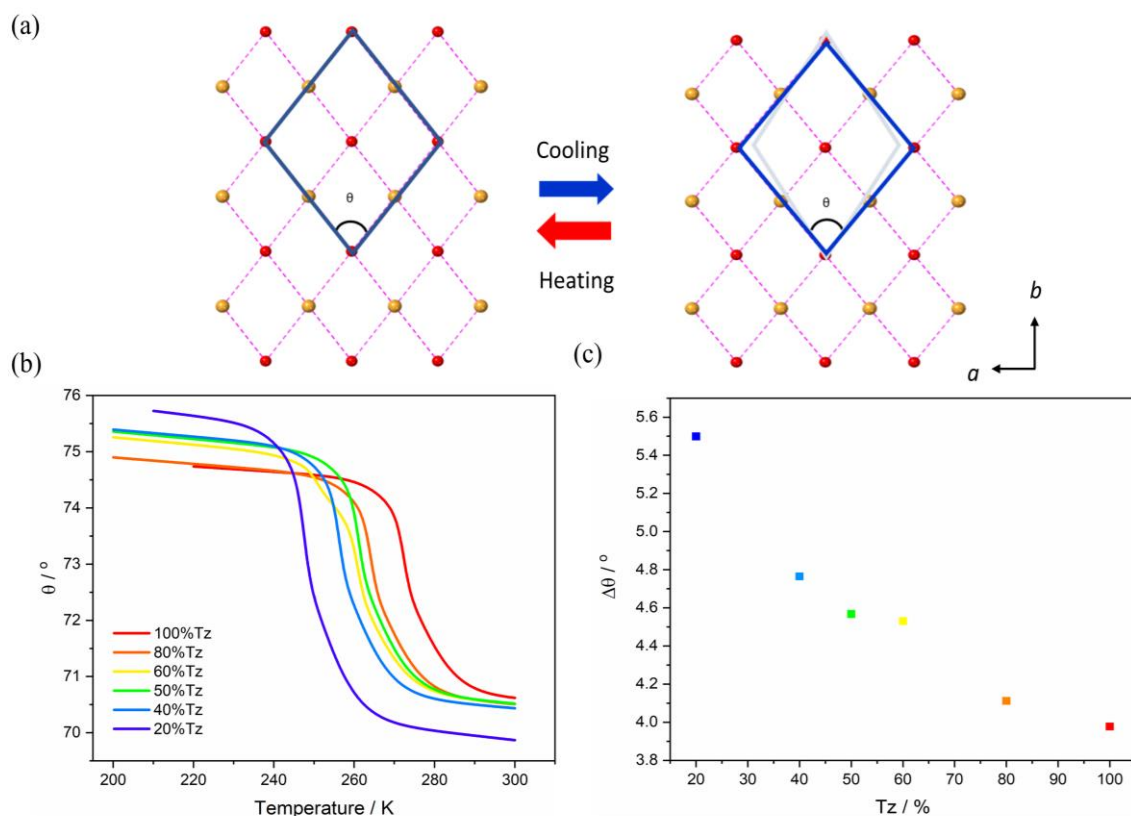 (a)
θ
Cooling
Heating
θ
b
a
(b)
76
75
74
73
72
71
70
θ / º
200
220
240
260
280
300
Temperature / K
100%Tz
80%Tz
60%Tz
50%Tz
40%Tz
20%Tz
(c)
5.6
5.4
5.2
5.0
4.8
4.6
4.4
4.2
4.0
3.8
Δθ / º
20
30
40
50
60
70
80
90
100
Tz / %